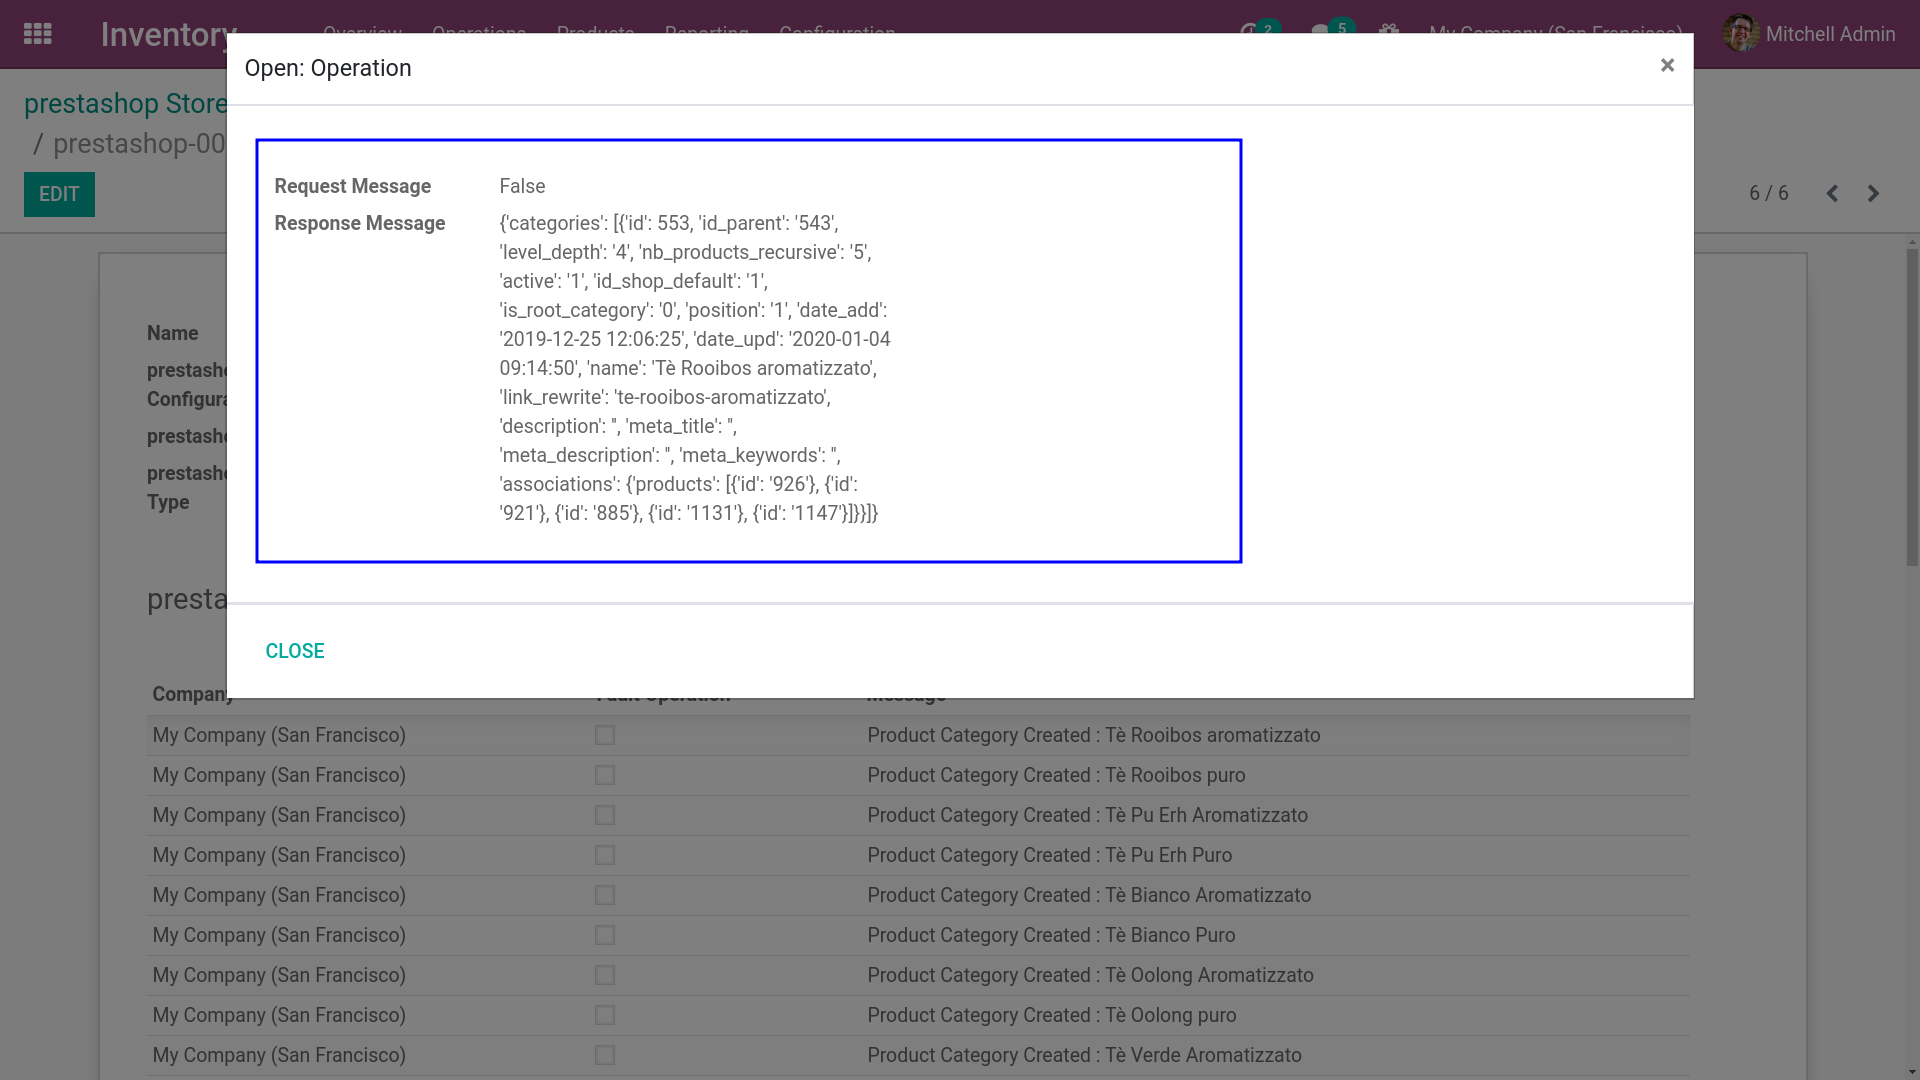 Inventory Overview Operations Products Reporting Configuration 2 5 My Company (San Francisco) Mitchell Admin
Open: Operation ×
prestashop Store
/ prestashop-00
EDIT
6 / 6
Request Message False
Response Message {'categories': [{'id': 553, 'id_parent': '543',
'level_depth': '4', 'nb_products_recursive': '5',
'active': '1', 'id_shop_default': '1',
'is_root_category': '0', 'position': '1', 'date_add':
'2019-12-25 12:06:25', 'date_upd': '2020-01-04
09:14:50', 'name': 'Tè Rooibos aromatizzato',
'link_rewrite': 'te-rooibos-aromatizzato',
'description': '', 'meta_title': '',
'meta_description': '', 'meta_keywords': '',
'associations': {'products': [{'id': '926'}, {'id':
'921'}, {'id': '885'}, {'id': '1131'}, {'id': '1147'}]}}]}
Name
prestash
Configura
prestash
prestash
Type
presta
CLOSE
Company Fault Operation Message
My Company (San Francisco) Product Category Created : Tè Rooibos aromatizzato
My Company (San Francisco) Product Category Created : Tè Rooibos puro
My Company (San Francisco) Product Category Created : Tè Pu Erh Aromatizzato
My Company (San Francisco) Product Category Created : Tè Pu Erh Puro
My Company (San Francisco) Product Category Created : Tè Bianco Aromatizzato
My Company (San Francisco) Product Category Created : Tè Bianco Puro
My Company (San Francisco) Product Category Created : Tè Oolong Aromatizzato
My Company (San Francisco) Product Category Created : Tè Oolong puro
My Company (San Francisco) Product Category Created : Tè Verde Aromatizzato